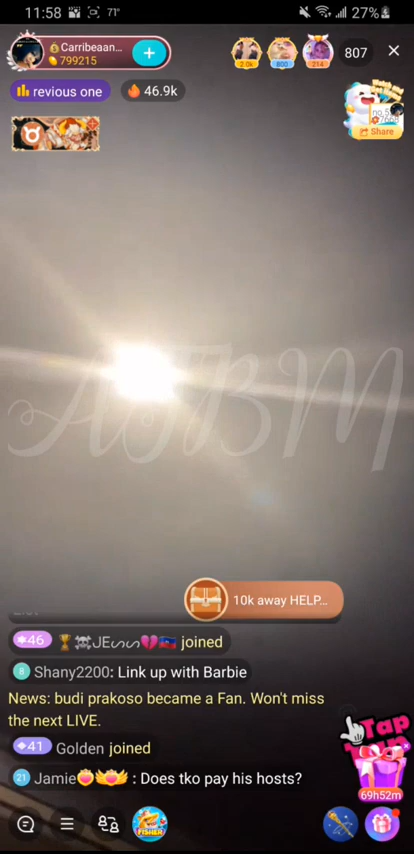 11:58 71° 27%
Carribeaan...
799215
2.0k 800 214 807
revious one 46.9k
Share
AJBM
10k away HELP...
46 JE joined
8 Shany2200: Link up with Barbie
News: budi prakoso became a Fan. Won't miss
the next LIVE.
41 Golden joined
21 Jamie : Does tko pay his hosts?
Tap
69h52m
FISHER